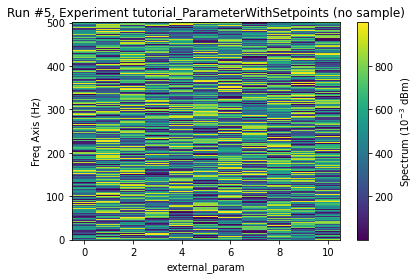 Run #5, Experiment tutorial_ParameterWithSetpoints (no sample)
500
400
300
200
100
0
Freq Axis (Hz)
0 2 4 6 8 10
external_param
800
600
400
200
Spectrum (10⁻³ dBm)